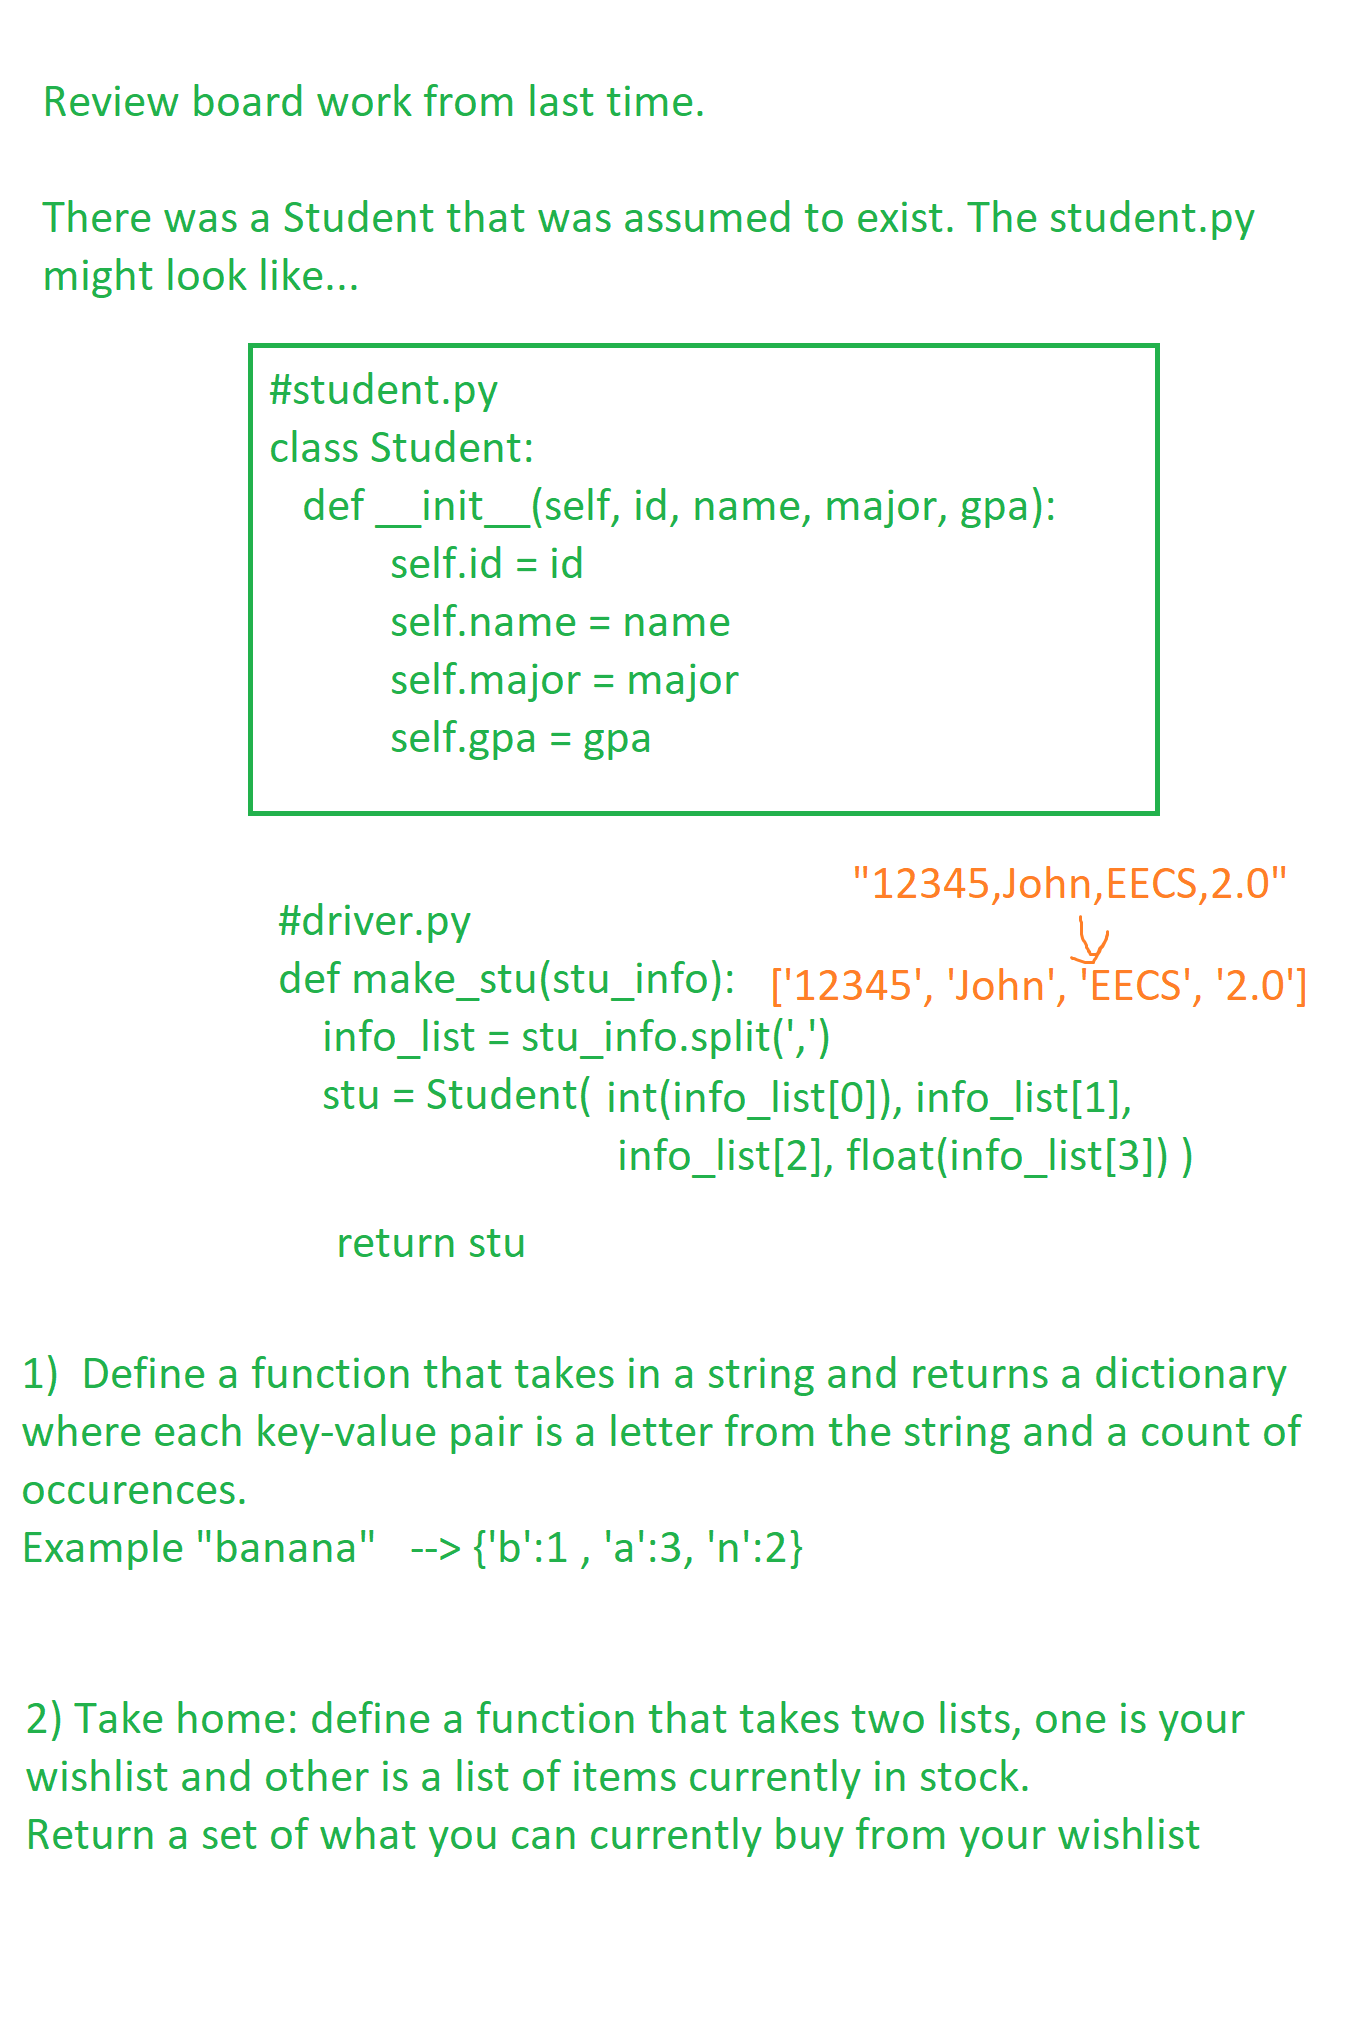 Review board work from last time.
There was a Student that was assumed to exist. The student.py
might look like...
#student.py
class Student:
def __init__(self, id, name, major, gpa):
self.id = id
self.name = name
self.major = major
self.gpa = gpa
"12345,John,EECS,2.0"
#driver.py
def make_stu(stu_info):
['12345', 'John', 'EECS', '2.0']
info_list = stu_info.split(',')
stu = Student( int(info_list[0]), info_list[1],
info_list[2], float(info_list[3]) )
return stu
1)  Define a function that takes in a string and returns a dictionary
where each key-value pair is a letter from the string and a count of
occurences.
Example "banana"   --> {'b':1 , 'a':3, 'n':2}
2) Take home: define a function that takes two lists, one is your
wishlist and other is a list of items currently in stock.
Return a set of what you can currently buy from your wishlist